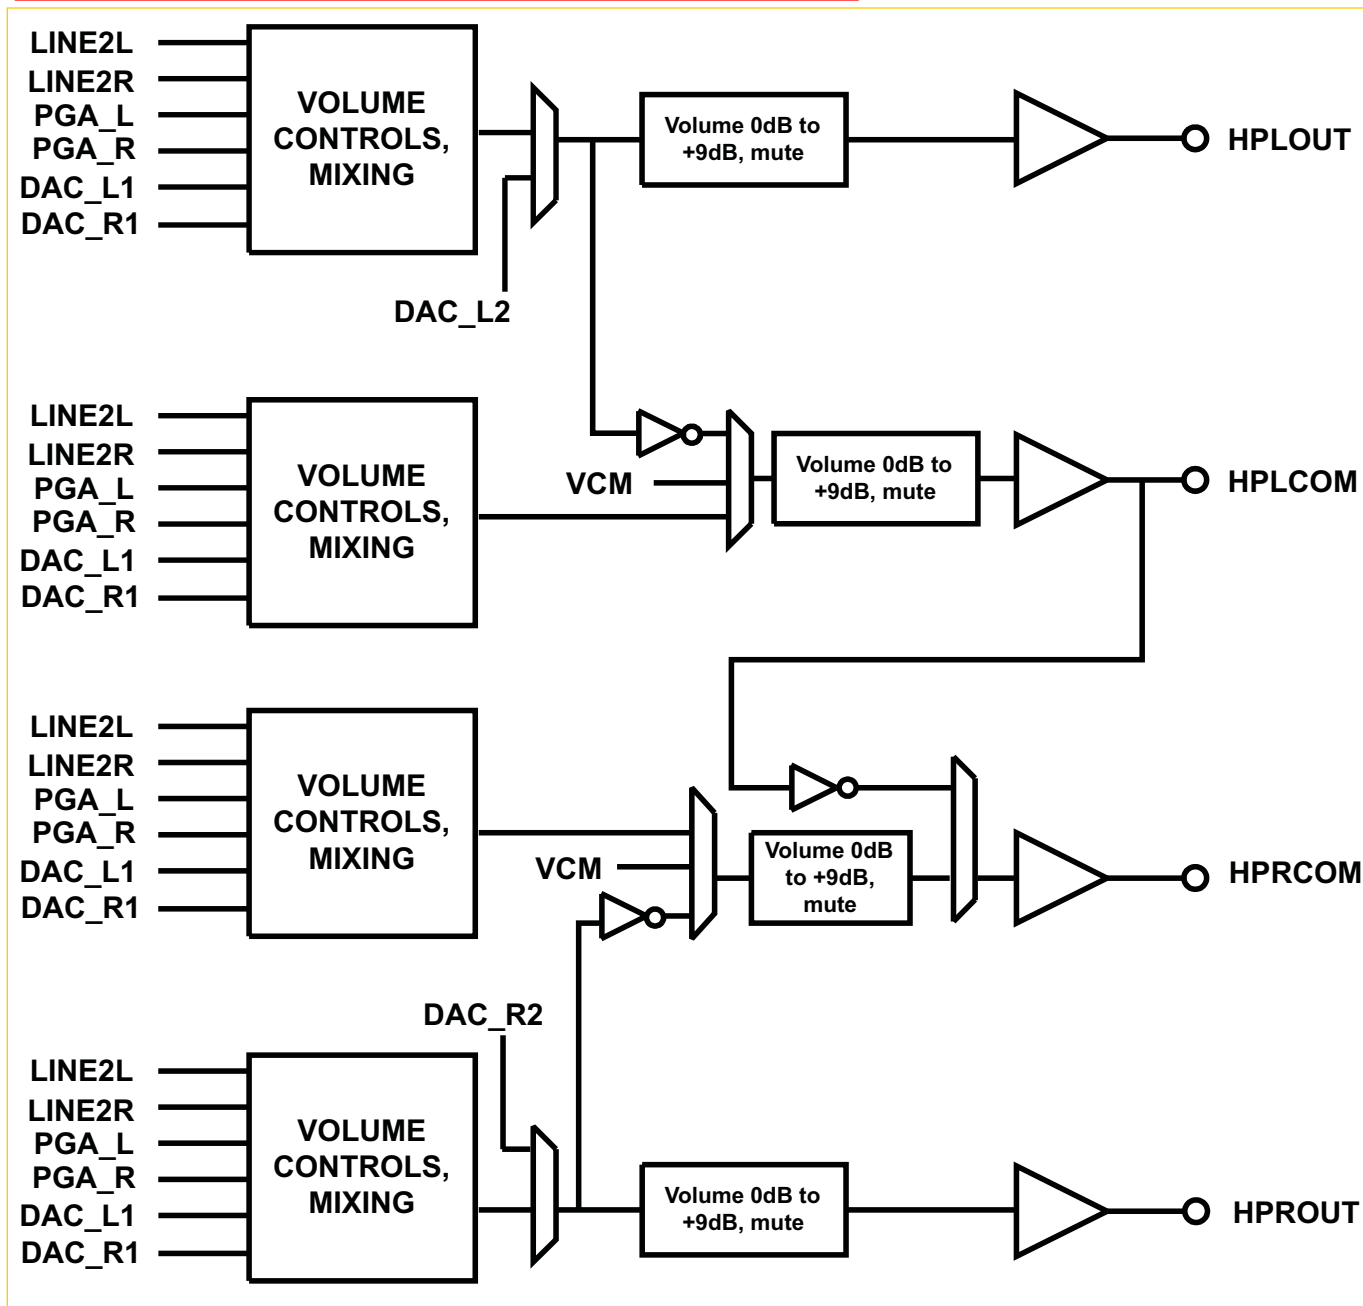 LINE2L
LINE2R
PGA_L
PGA_R
DAC_L1
DAC_R1
VOLUME
CONTROLS,
MIXING
DAC_L2
Volume 0dB to
+9dB, mute
HPLOUT
LINE2L
LINE2R
PGA_L
PGA_R
DAC_L1
DAC_R1
VOLUME
CONTROLS,
MIXING
VCM
Volume 0dB to
+9dB, mute
HPLCOM
LINE2L
LINE2R
PGA_L
PGA_R
DAC_L1
DAC_R1
VOLUME
CONTROLS,
MIXING
VCM
Volume 0dB
to +9dB,
mute
HPRCOM
DAC_R2
LINE2L
LINE2R
PGA_L
PGA_R
DAC_L1
DAC_R1
VOLUME
CONTROLS,
MIXING
Volume 0dB to
+9dB, mute
HPROUT